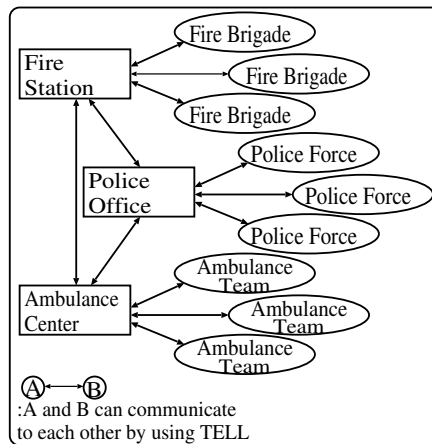 Fire Brigade
Fire
Station
Fire Brigade
Fire Brigade
Police Force
Police
Office
Police Force
Police Force
Ambulance
Team
Ambulance
Center
Ambulance
Team
Ambulance
Team
A B
:A and B can communicate
to each other by using TELL